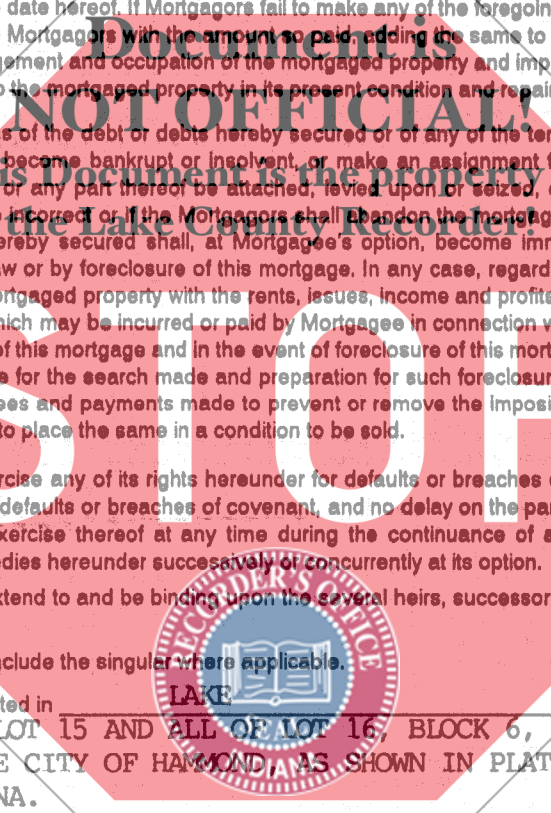 date hereof. If Mortgagors fail to make any of the foregoin
Mortgagors with the amount so paid, adding the same to
Document is
gement and occupation of the mortgaged property and imp
o the mortgaged property in its present condition and repair
NOT OFFICIAL!
s of the debt or debts hereby secured or of any of the te
become bankrupt or insolvent, or make an assignment
is Document is the property
or any part thereof be attached, levied upon or seized,
incorrect or if the Mortgagors shall abandon the mortgag
the Lake County Recorder!
ereby secured shall, at Mortgagee's option, become imm
aw or by foreclosure of this mortgage. In any case, regard
ortgaged property with the rents, issues, income and profits
hich may be incurred or paid by Mortgagee in connection w
of this mortgage and in the event of foreclosure of this mort
e for the search made and preparation for such foreclosur
ees and payments made to prevent or remove the imposi
to place the same in a condition to be sold.
STOP
rcise any of its rights hereunder for defaults or breaches
defaults or breaches of covenant, and no delay on the par
exercise thereof at any time during the continuance of a
edies hereunder successively or concurrently at its option.
xtend to and be binding upon the several heirs, successor
RECORDER'S OFFICE
SEAL
nclude the singular where applicable.
ted in LAKE
LOT 15 AND ALL OF LOT 16, BLOCK 6,
E CITY OF HAMMOND, AS SHOWN IN PLAT
NA.